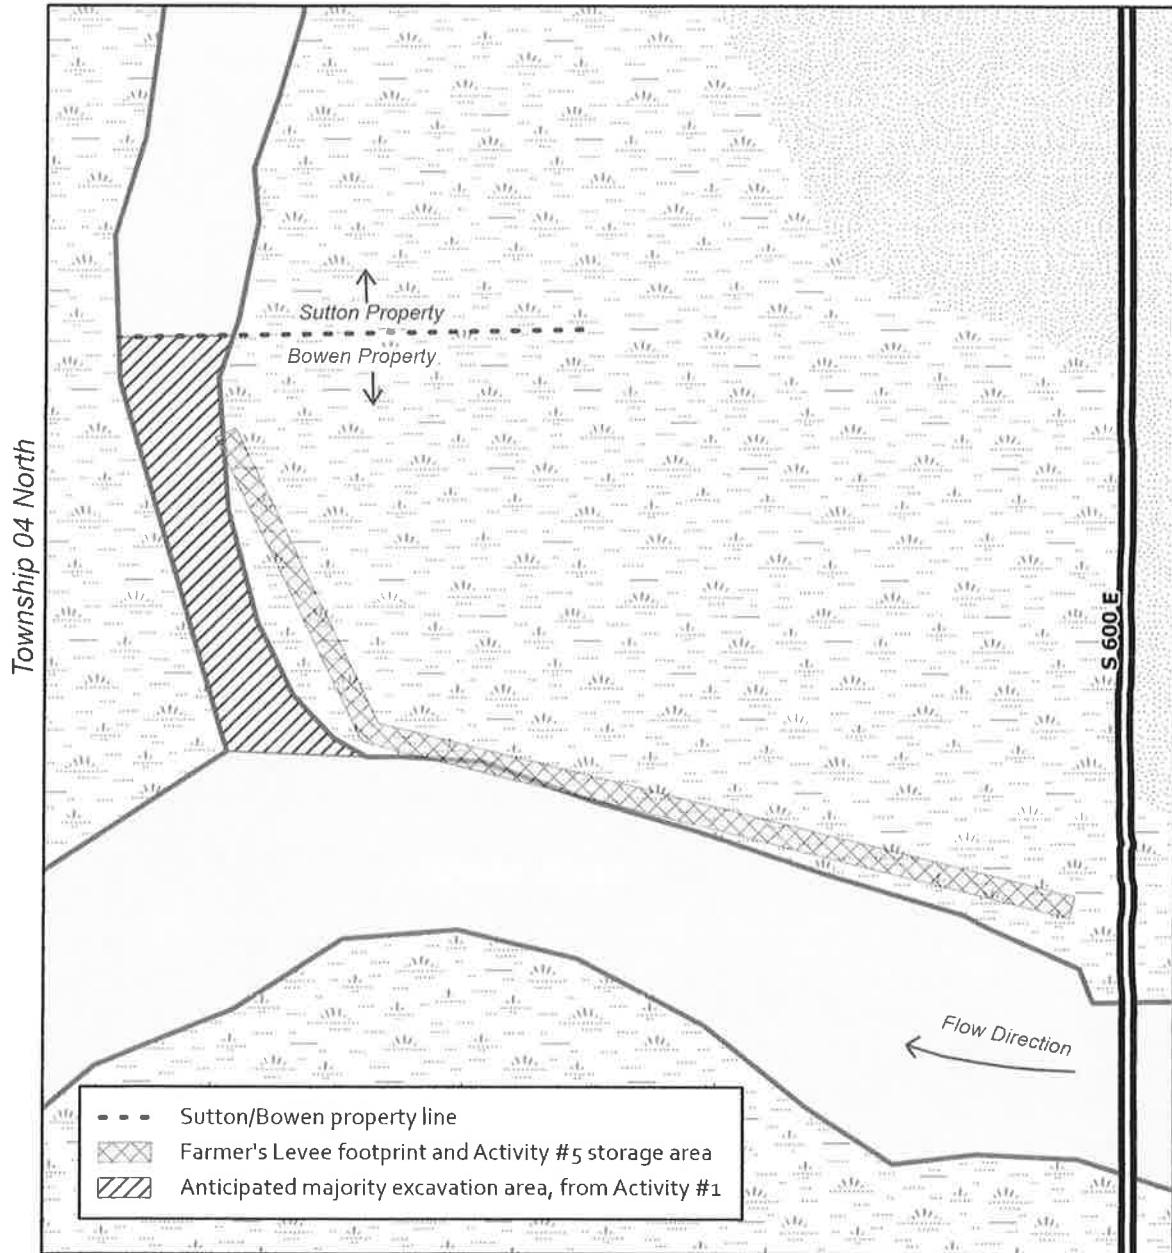 Township 04 North
Sutton Property
Bowen Property
S 600 E
Flow Direction
Sutton/Bowen property line
Farmer's Levee footprint and Activity #5 storage area
Anticipated majority excavation area, from Activity #1